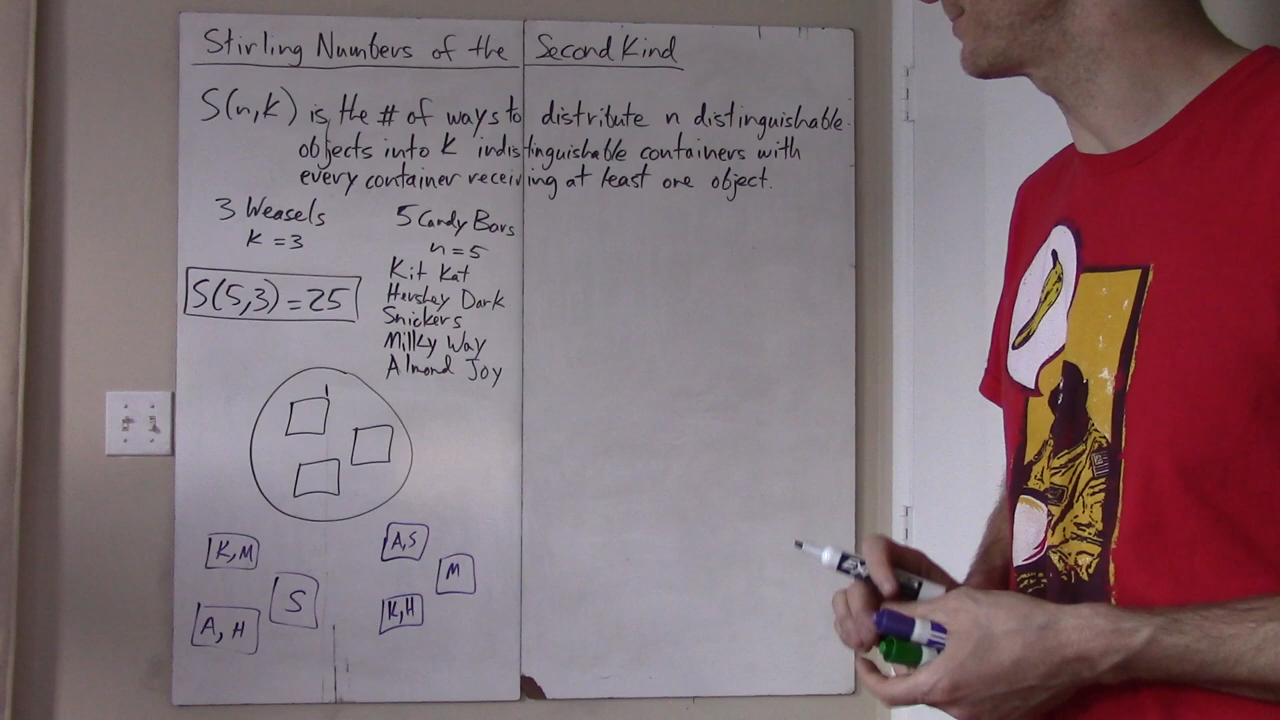 Stirling Numbers of the Second Kind
S(n,k) is the # of ways to distribute n distinguishable
objects into k indistinguishable containers with
every container receiving at least one object.
3 Weasels
k = 3
S(5,3) = 25
5 Candy Bars
n = 5
Kit Kat
Hershey Dark
Snickers
Milky Way
Almond Joy
K, M
S
A, H
A, S
M
K, H